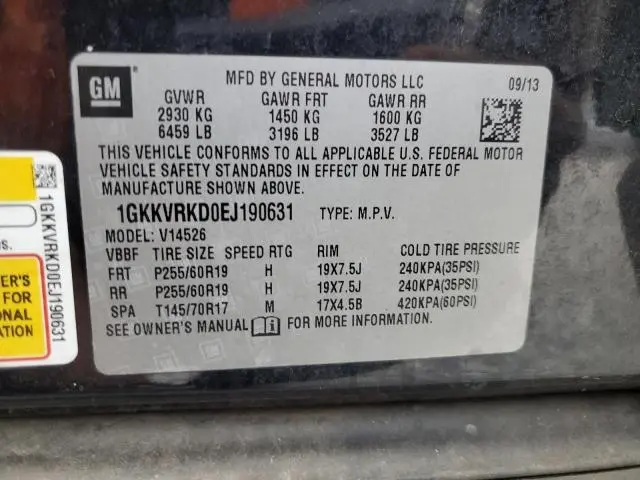 GM
MFD BY GENERAL MOTORS LLC
09/13
GVWR GAWR FRT GAWR RR
2930 KG 1450 KG 1600 KG
6459 LB 3196 LB 3527 LB
THIS VEHICLE CONFORMS TO ALL APPLICABLE U.S. FEDERAL MOTOR
VEHICLE SAFETY STANDARDS IN EFFECT ON THE DATE OF
MANUFACTURE SHOWN ABOVE.
1GKKVRKD0EJ190631 TYPE: M.P.V.
MODEL: V14526
VBBF TIRE SIZE SPEED RTG RIM COLD TIRE PRESSURE
FRT P255/60R19 H 19X7.5J 240KPA(35PSI)
RR P255/60R19 H 19X7.5J 240KPA(35PSI)
SPA T145/70R17 M 17X4.5B 420KPA(60PSI)
SEE OWNER'S MANUAL i FOR MORE INFORMATION.
1GKKVRKD0EJ190631
s.
ER'S
FOR
ATION